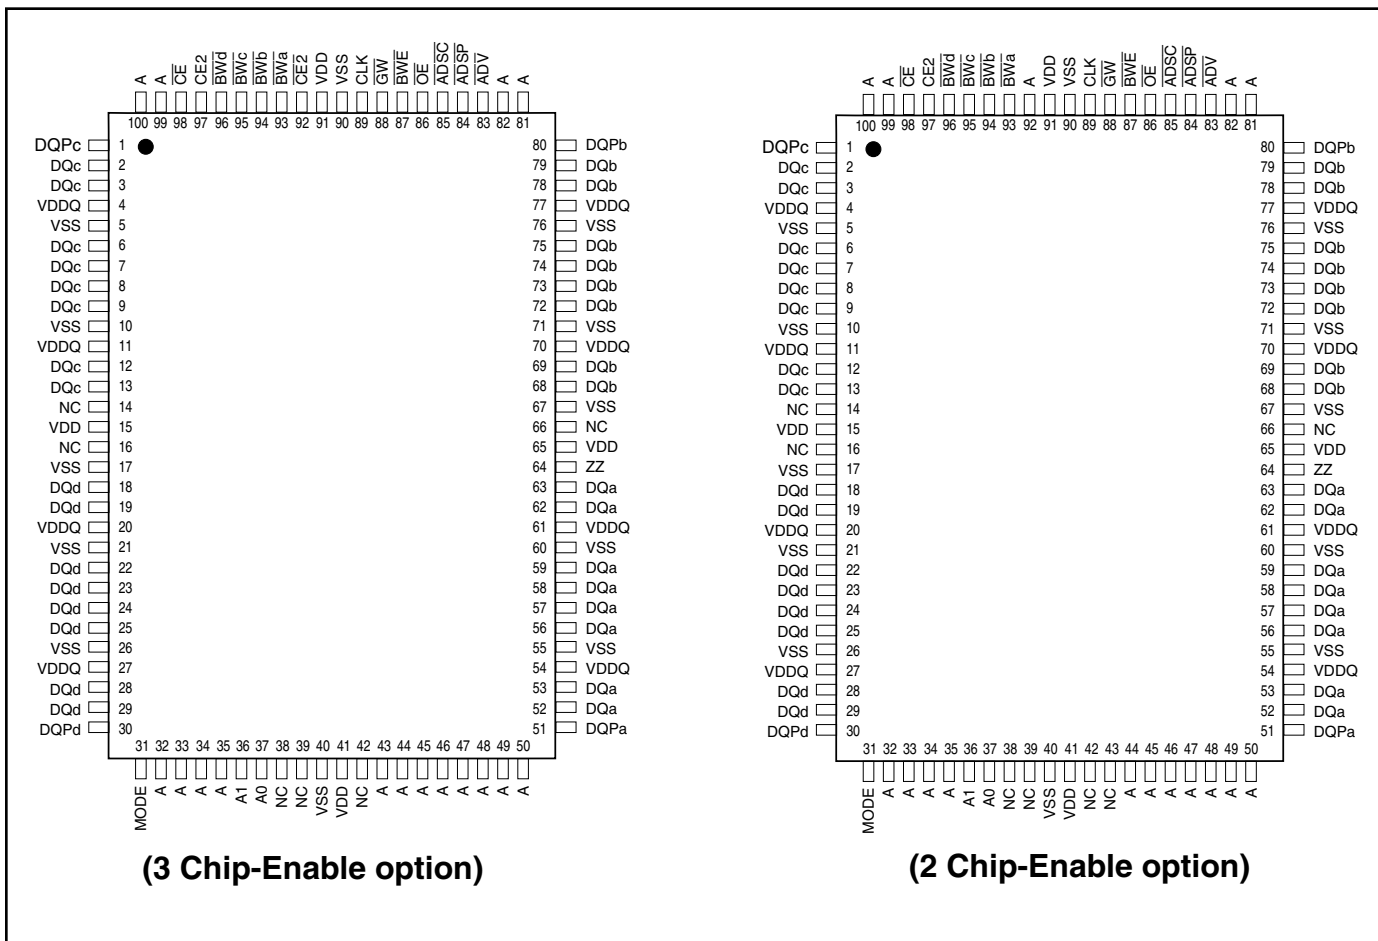 A A CE CE2 BWd BWc BWb BWa CE2 VDD VSS CLK GW BWE OE ADSC ADSP ADV A A
100 99 98 97 96 95 94 93 92 91 90 89 88 87 86 85 84 83 82 81
DQPc 1 80 DQPb
DQc 2 79 DQb
DQc 3 78 DQb
VDDQ 4 77 VDDQ
VSS 5 76 VSS
DQc 6 75 DQb
DQc 7 74 DQb
DQc 8 73 DQb
DQc 9 72 DQb
VSS 10 71 VSS
VDDQ 11 70 VDDQ
DQc 12 69 DQb
DQc 13 68 DQb
NC 14 67 VSS
VDD 15 66 NC
NC 16 65 VDD
VSS 17 64 ZZ
DQd 18 63 DQa
DQd 19 62 DQa
VDDQ 20 61 VDDQ
VSS 21 60 VSS
DQd 22 59 DQa
DQd 23 58 DQa
DQd 24 57 DQa
DQd 25 56 DQa
VSS 26 55 VSS
VDDQ 27 54 VDDQ
DQd 28 53 DQa
DQd 29 52 DQa
DQPd 30 51 DQPa
31 32 33 34 35 36 37 38 39 40 41 42 43 44 45 46 47 48 49 50
MODE A A A A A1 A0 NC NC VSS VDD NC A A A A A A A A
(3 Chip-Enable option)
A A CE CE2 BWd BWc BWb BWa A VDD VSS CLK GW BWE OE ADSC ADSP ADV A A
100 99 98 97 96 95 94 93 92 91 90 89 88 87 86 85 84 83 82 81
DQPc 1 80 DQPb
DQc 2 79 DQb
DQc 3 78 DQb
VDDQ 4 77 VDDQ
VSS 5 76 VSS
DQc 6 75 DQb
DQc 7 74 DQb
DQc 8 73 DQb
DQc 9 72 DQb
VSS 10 71 VSS
VDDQ 11 70 VDDQ
DQc 12 69 DQb
DQc 13 68 DQb
NC 14 67 VSS
VDD 15 66 NC
NC 16 65 VDD
VSS 17 64 ZZ
DQd 18 63 DQa
DQd 19 62 DQa
VDDQ 20 61 VDDQ
VSS 21 60 VSS
DQd 22 59 DQa
DQd 23 58 DQa
DQd 24 57 DQa
DQd 25 56 DQa
VSS 26 55 VSS
VDDQ 27 54 VDDQ
DQd 28 53 DQa
DQd 29 52 DQa
DQPd 30 51 DQPa
31 32 33 34 35 36 37 38 39 40 41 42 43 44 45 46 47 48 49 50
MODE A A A A A1 A0 NC NC VSS VDD NC NC A A A A A A A
(2 Chip-Enable option)